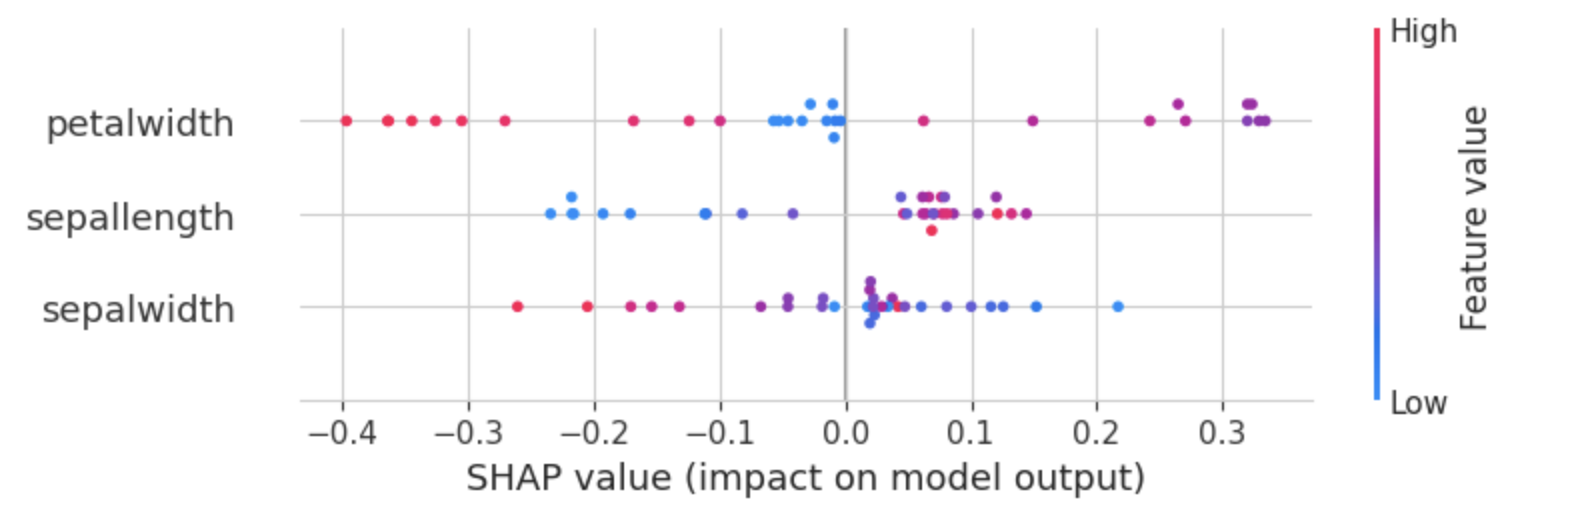 High
petalwidth
sepallength
sepalwidth
Feature value
Low
−0.4 −0.3 −0.2 −0.1 0.0 0.1 0.2 0.3
SHAP value (impact on model output)